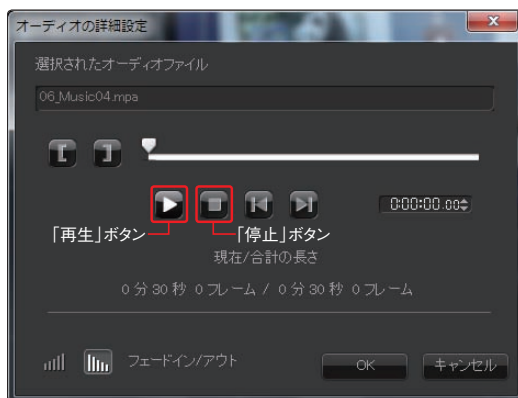 オーディオの詳細設定
選択されたオーディオファイル
06_Music04.mpa
0:00:00.00
「再生」ボタン
「停止」ボタン
現在/合計の長さ
0 分 30 秒 0 フレーム / 0 分 30 秒 0 フレーム
フェードイン/アウト
OK
キャンセル